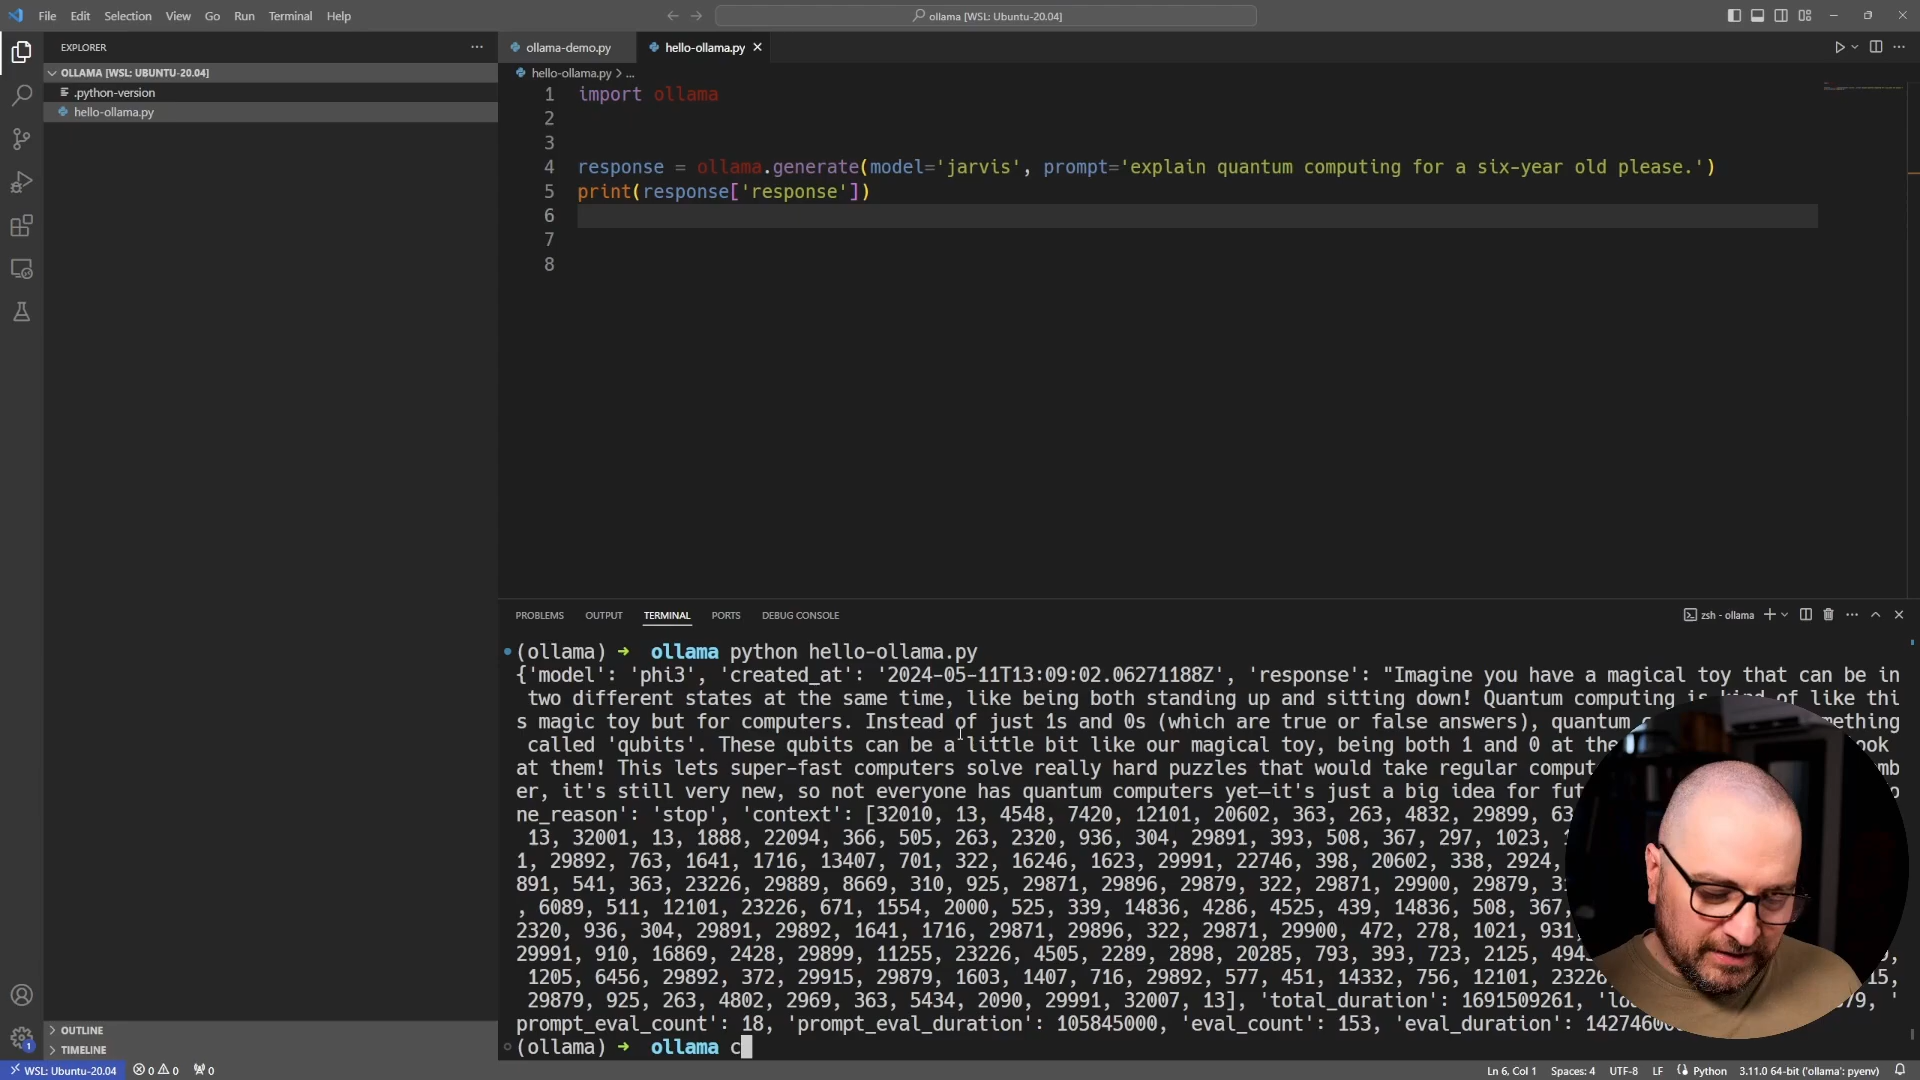 File Edit Selection View Go Run Terminal Help
ollama [WSL: Ubuntu-20.04]
EXPLORER
OLLAMA [WSL: UBUNTU-20.04]
.python-version
hello-ollama.py
OUTLINE
TIMELINE
ollama-demo.py hello-ollama.py
hello-ollama.py > ...
1 import ollama
2
3
4 response = ollama.generate(model='jarvis', prompt='explain quantum computing for a six-year old please.')
5 print(response['response'])
6
7
8
PROBLEMS OUTPUT TERMINAL PORTS DEBUG CONSOLE
zsh - ollama
(ollama) ➜ ollama python hello-ollama.py
{'model': 'phi3', 'created_at': '2024-05-11T13:09:02.06271188Z', 'response': "Imagine you have a magical toy that can be in
two different states at the same time, like being both standing up and sitting down! Quantum computing is kind of like thi
s magic toy but for computers. Instead of just 1s and 0s (which are true or false answers), quantum
called 'qubits'. These qubits can be a little bit like our magical toy, being both 1 and 0 at the
at them! This lets super-fast computers solve really hard puzzles that would take regular
er, it's still very new, so not everyone has quantum computers yet—it's just a big idea for
ne_reason': 'stop', 'context': [32010, 13, 4548, 7420, 12101, 20602, 363, 263, 4832, 29899,
13, 32001, 13, 1888, 22094, 366, 505, 263, 2320, 936, 304, 29891, 393, 508, 367, 297, 1023,
1, 29892, 763, 1641, 1716, 13407, 701, 322, 16246, 1623, 29991, 22746, 398, 20602, 338, 2924,
891, 541, 363, 23226, 29889, 8669, 310, 925, 29871, 29896, 29879, 322, 29871, 29900, 29879,
, 6089, 511, 12101, 23226, 671, 1554, 2000, 525, 339, 14836, 4286, 4525, 439, 14836, 508, 367,
2320, 936, 304, 29891, 29892, 1641, 1716, 29871, 29896, 322, 29871, 29900, 472, 278, 1021, 931,
29991, 910, 16869, 2428, 29899, 11255, 23226, 4505, 2289, 2898, 20285, 793, 393, 723, 2125,
1205, 6456, 29892, 372, 29915, 29879, 1603, 1407, 716, 29892, 577, 451, 14332, 756, 12101, 23226
29879, 925, 263, 4802, 2969, 363, 5434, 2090, 29991, 32007, 13], 'total_duration': 1691509261,
prompt_eval_count': 18, 'prompt_eval_duration': 105845000, 'eval_count': 153, 'eval_duration':
(ollama) ➜ ollama c
1
WSL: Ubuntu-20.04 0 0 0
Ln 6, Col 1 Spaces: 4 UTF-8 LF Python 3.11.0 64-bit ('ollama': pyenv)